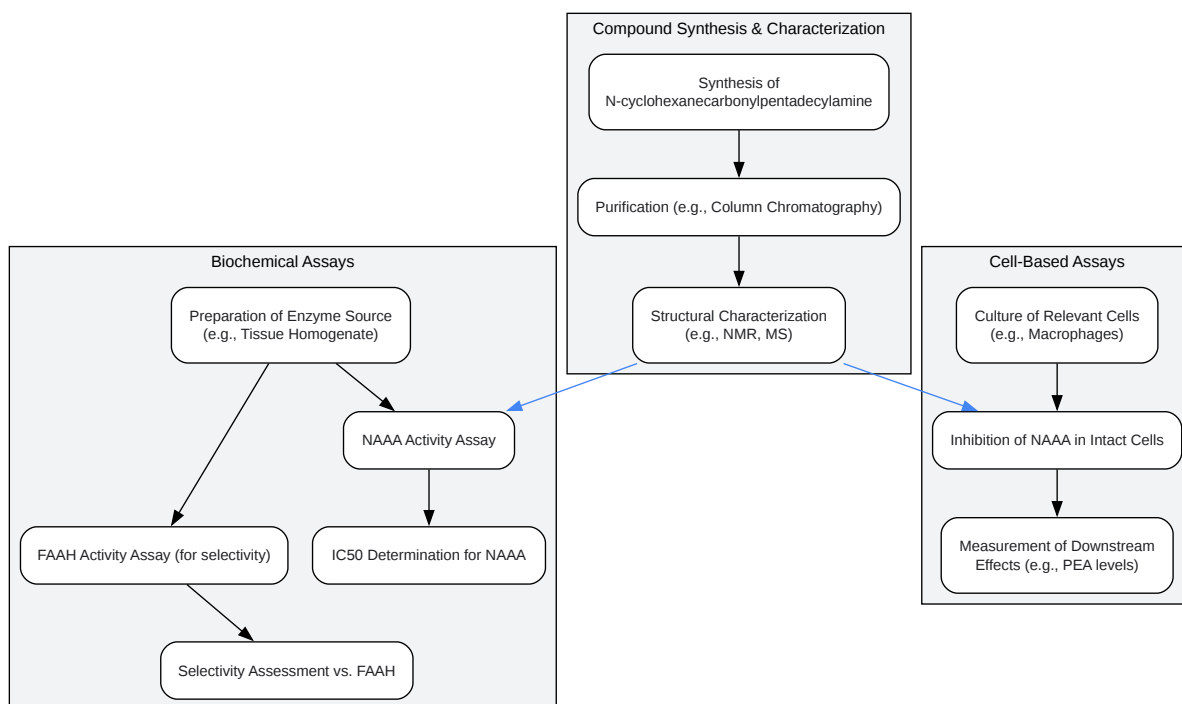 Compound Synthesis & Characterization
Synthesis of
N-cyclohexanecarbonylpentadecylamine
Purification (e.g., Column Chromatography)
Structural Characterization
(e.g., NMR, MS)
Biochemical Assays
Preparation of Enzyme Source
(e.g., Tissue Homogenate)
NAAA Activity Assay
FAAH Activity Assay (for selectivity)
IC50 Determination for NAAA
Selectivity Assessment vs. FAAH
Cell-Based Assays
Culture of Relevant Cells
(e.g., Macrophages)
Inhibition of NAAA in Intact Cells
Measurement of Downstream
Effects (e.g., PEA levels)